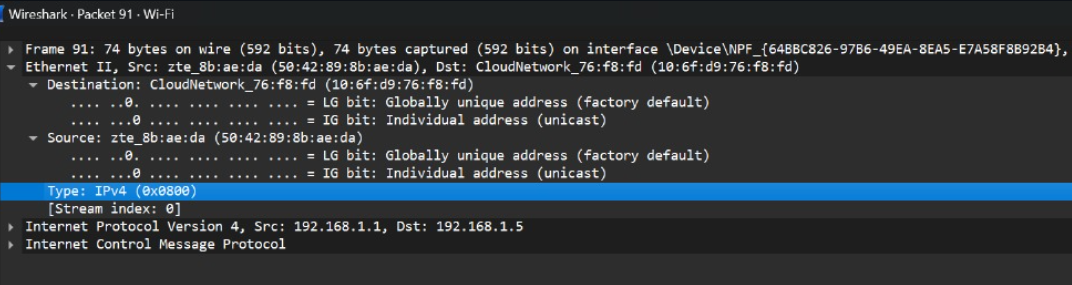 Wireshark · Packet 91 · Wi-Fi
Frame 91: 74 bytes on wire (592 bits), 74 bytes captured (592 bits) on interface \Device\NPF_{64BBC826-97B6-49EA-8EA5-E7A58F8B92B4},
Ethernet II, Src: zte_8b:ae:da (50:42:89:8b:ae:da), Dst: CloudNetwork_76:f8:fd (10:6f:d9:76:f8:fd)
Destination: CloudNetwork_76:f8:fd (10:6f:d9:76:f8:fd)
.... ..0. .... .... .... .... = LG bit: Globally unique address (factory default)
.... ...0 .... .... .... .... = IG bit: Individual address (unicast)
Source: zte_8b:ae:da (50:42:89:8b:ae:da)
.... ..0. .... .... .... .... = LG bit: Globally unique address (factory default)
.... ...0 .... .... .... .... = IG bit: Individual address (unicast)
Type: IPv4 (0x0800)
[Stream index: 0]
Internet Protocol Version 4, Src: 192.168.1.1, Dst: 192.168.1.5
Internet Control Message Protocol